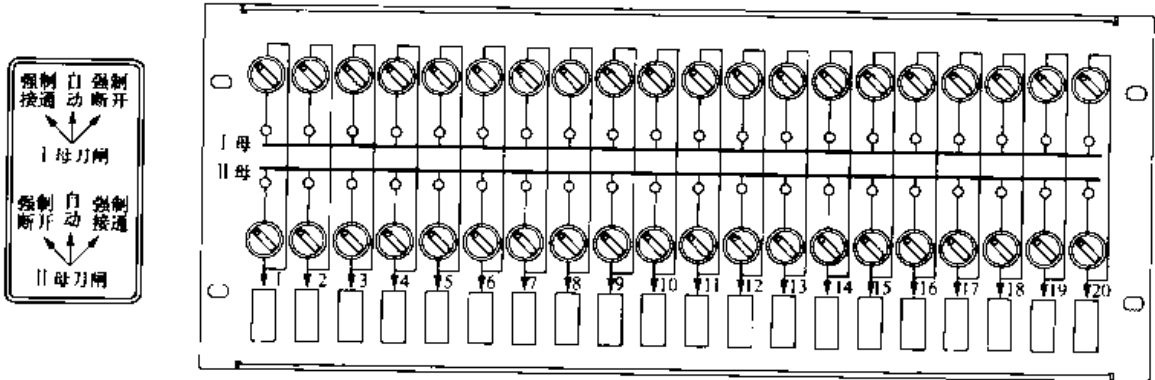 强制 自 强制
接通 动 断开
I 母刀闸
强制 自 强制
断开 动 接通
II 母刀闸
I 母
II 母
1 2 3 4 5 6 7 8 9 10 11 12 13 14 15 16 17 18 19 20